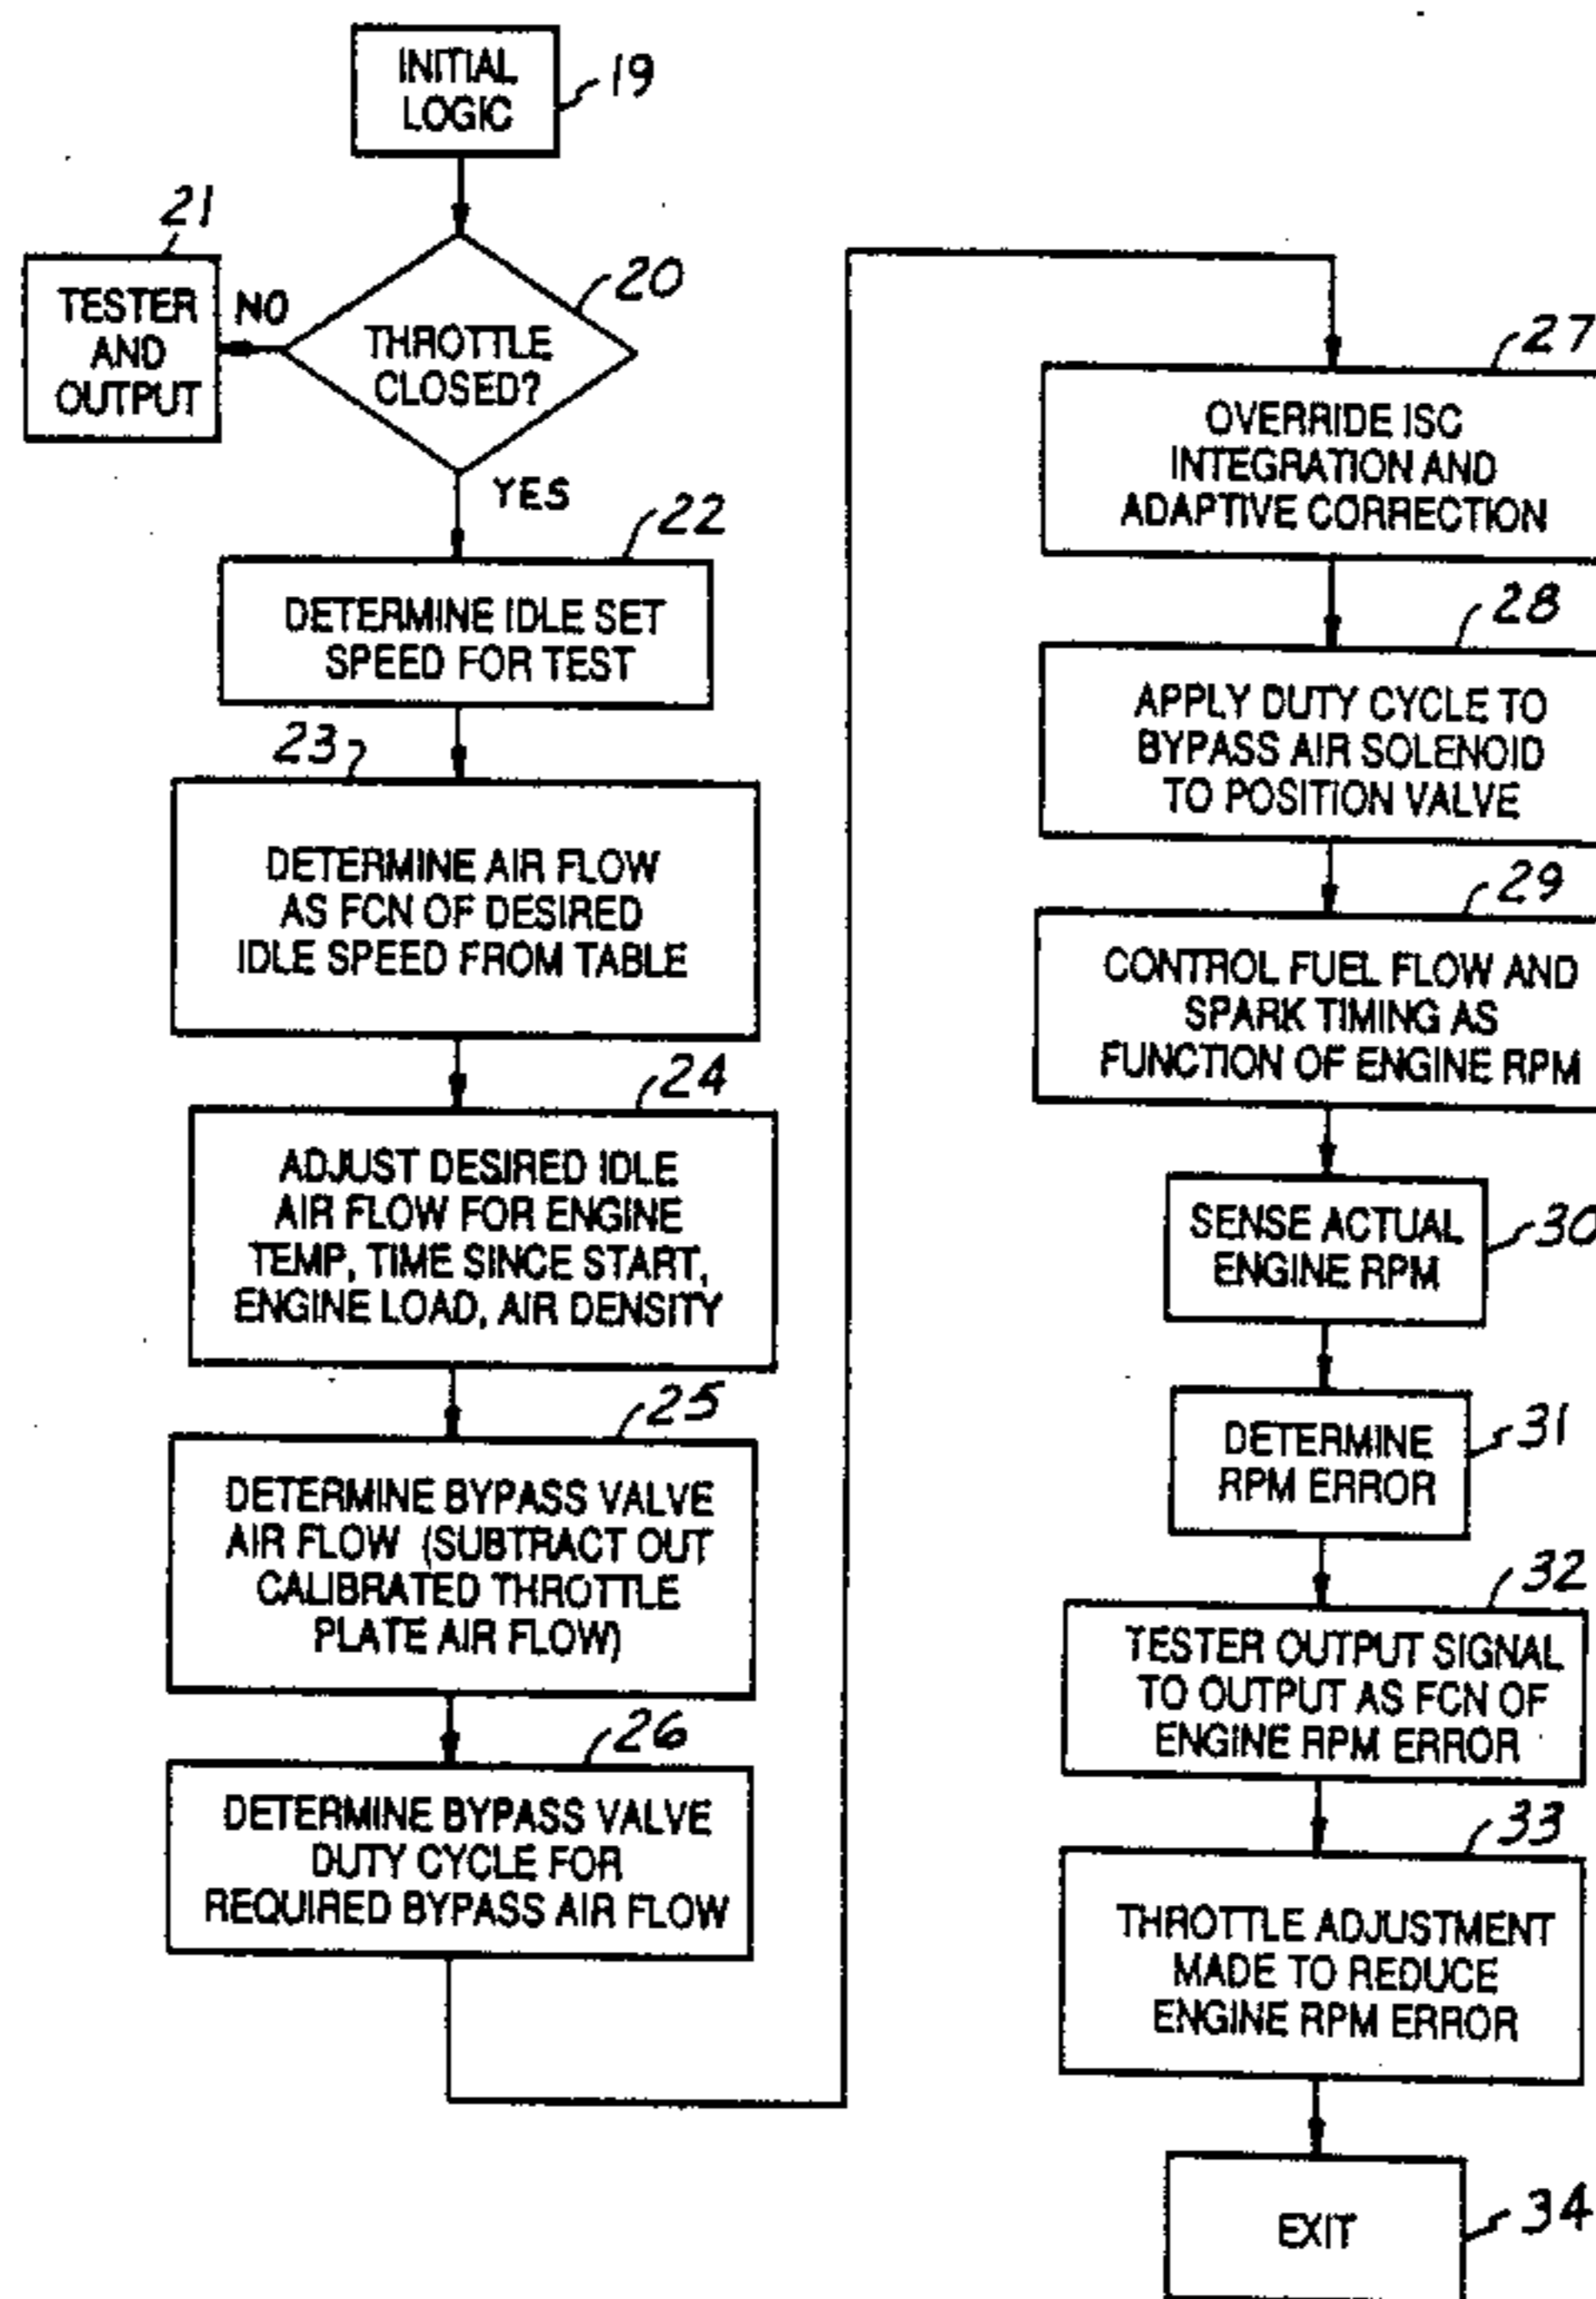 INITIAL
LOGIC
19
21
20
TESTER
AND
OUTPUT
NO
THROTTLE
CLOSED?
YES
22
DETERMINE IDLE SET
SPEED FOR TEST
23
DETERMINE AIR FLOW
AS FCN OF DESIRED
IDLE SPEED FROM TABLE
24
ADJUST DESIRED IDLE
AIR FLOW FOR ENGINE
TEMP, TIME SINCE START,
ENGINE LOAD, AIR DENSITY
25
DETERMINE BYPASS VALVE
AIR FLOW (SUBTRACT OUT
CALIBRATED THROTTLE
PLATE AIR FLOW)
26
DETERMINE BYPASS VALVE
DUTY CYCLE FOR
REQUIRED BYPASS AIR FLOW
27
OVERRIDE ISC
INTEGRATION AND
ADAPTIVE CORRECTION
28
APPLY DUTY CYCLE TO
BYPASS AIR SOLENOID
TO POSITION VALVE
29
CONTROL FUEL FLOW AND
SPARK TIMING AS
FUNCTION OF ENGINE RPM
SENSE ACTUAL
ENGINE RPM
30
DETERMINE
RPM ERROR
31
32
TESTER OUTPUT SIGNAL
TO OUTPUT AS FCN OF
ENGINE RPM ERROR
33
THROTTLE ADJUSTMENT
MADE TO REDUCE
ENGINE RPM ERROR
EXIT
34